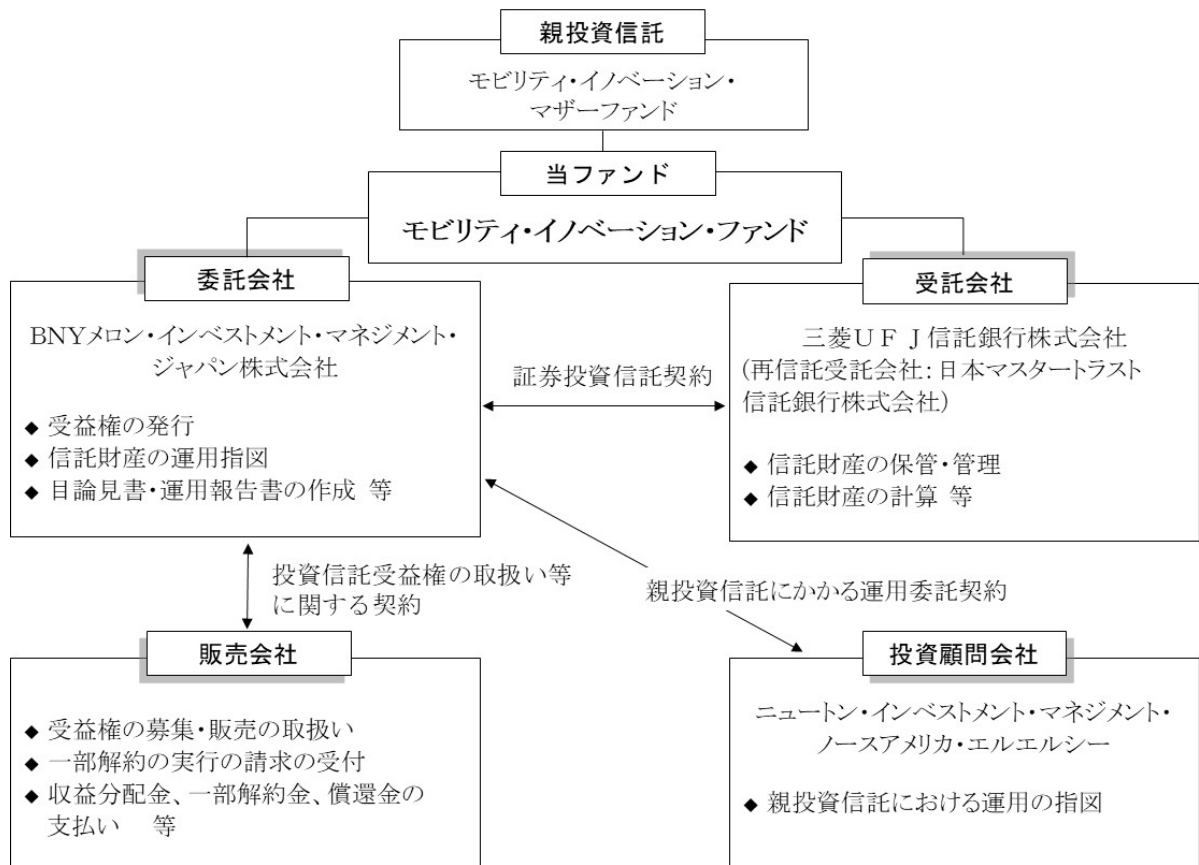 親投資信託
モビリティ・イノベーション・
マザーファンド
当ファンド
モビリティ・イノベーション・ファンド
委託会社
BNYメロン・インベストメント・マネジメント・
ジャパン株式会社
◆ 受益権の発行
◆ 信託財産の運用指図
◆ 目論見書・運用報告書の作成 等
証券投資信託契約
受託会社
三菱UFJ信託銀行株式会社
(再信託受託会社:日本マスタートラスト
信託銀行株式会社)
◆ 信託財産の保管・管理
◆ 信託財産の計算 等
投資信託受益権の取扱い等
に関する契約
親投資信託にかかる運用委託契約
販売会社
◆ 受益権の募集・販売の取扱い
◆ 一部解約の実行の請求の受付
◆ 収益分配金、一部解約金、償還金の
支払い 等
投資顧問会社
ニュートン・インベストメント・マネジメント・
ノースアメリカ・エルエルシー
◆ 親投資信託における運用の指図